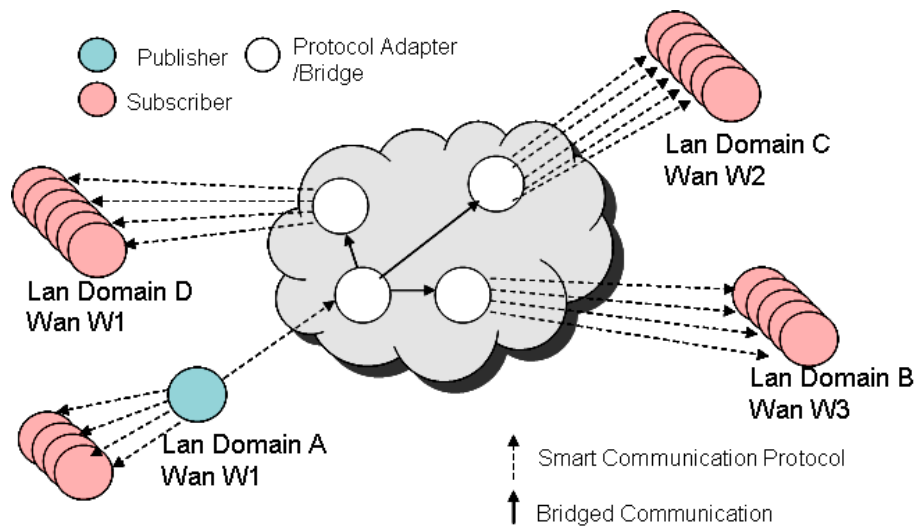 Publisher
Protocol Adapter
/Bridge
Subscriber
Lan Domain C
Wan W2
Lan Domain D
Wan W1
Lan Domain B
Wan W3
Lan Domain A
Wan W1
Smart Communication Protocol
Bridged Communication